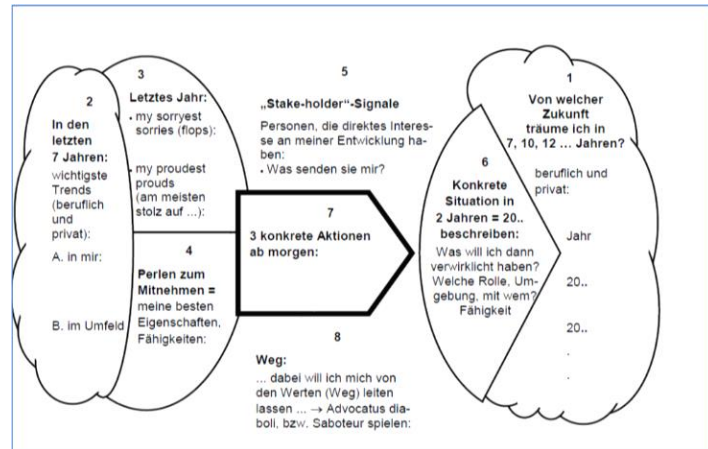 1
Von welcher
Zukunft
träume ich in
7, 10, 12 ... Jahren?
beruflich und
privat:
Jahr
20..
20..
.
.
2
In den
letzten
7 Jahren:
wichtigste
Trends
(beruflich
und
privat):
A. in mir:
B. im Umfeld
3
Letztes Jahr:
• my sorryest
sorries (flops):
• my proudest
prouds
(am meisten
stolz auf ...):
4
Perlen zum
Mitnehmen =
meine besten
Eigenschaften,
Fähigkeiten:
5
„Stake-holder"-Signale
Personen, die direktes Interes-
se an meiner Entwicklung ha-
ben:
• Was senden sie mir?
6
Konkrete
Situation in
2 Jahren = 20..
beschreiben:
Was will ich dann
verwirklicht haben?
Welche Rolle, Um-
gebung, mit wem?
Fähigkeit
7
3 konkrete Aktionen
ab morgen:
8
Weg:
... dabei will ich mich von
den Werten (Weg) leiten
lassen ... → Advocatus dia-
boli, bzw. Saboteur spielen: